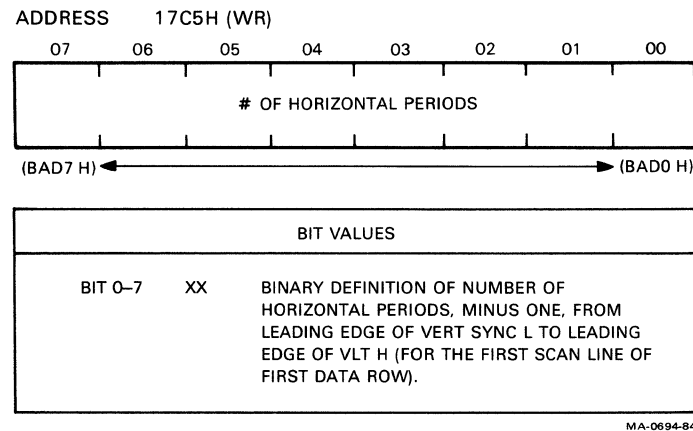 ADDRESS 17C5H (WR)
07 06 05 04 03 02 01 00
# OF HORIZONTAL PERIODS
(BAD7 H) (BAD0 H)
BIT VALUES
BIT 0–7 XX BINARY DEFINITION OF NUMBER OF
HORIZONTAL PERIODS, MINUS ONE, FROM
LEADING EDGE OF VERT SYNC L TO LEADING
EDGE OF VLT H (FOR THE FIRST SCAN LINE OF
FIRST DATA ROW).
MA-0694-84